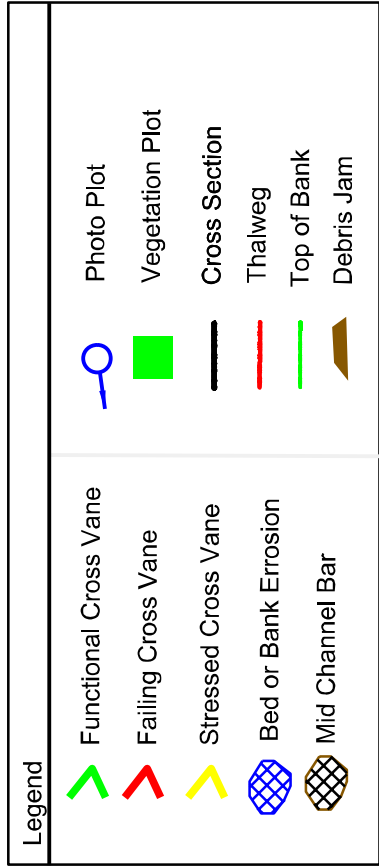 Legend
Functional Cross Vane
Failing Cross Vane
Stressed Cross Vane
Bed or Bank Errosion
Mid Channel Bar
Photo Plot
Vegetation Plot
Cross Section
Thalweg
Top of Bank
Debris Jam